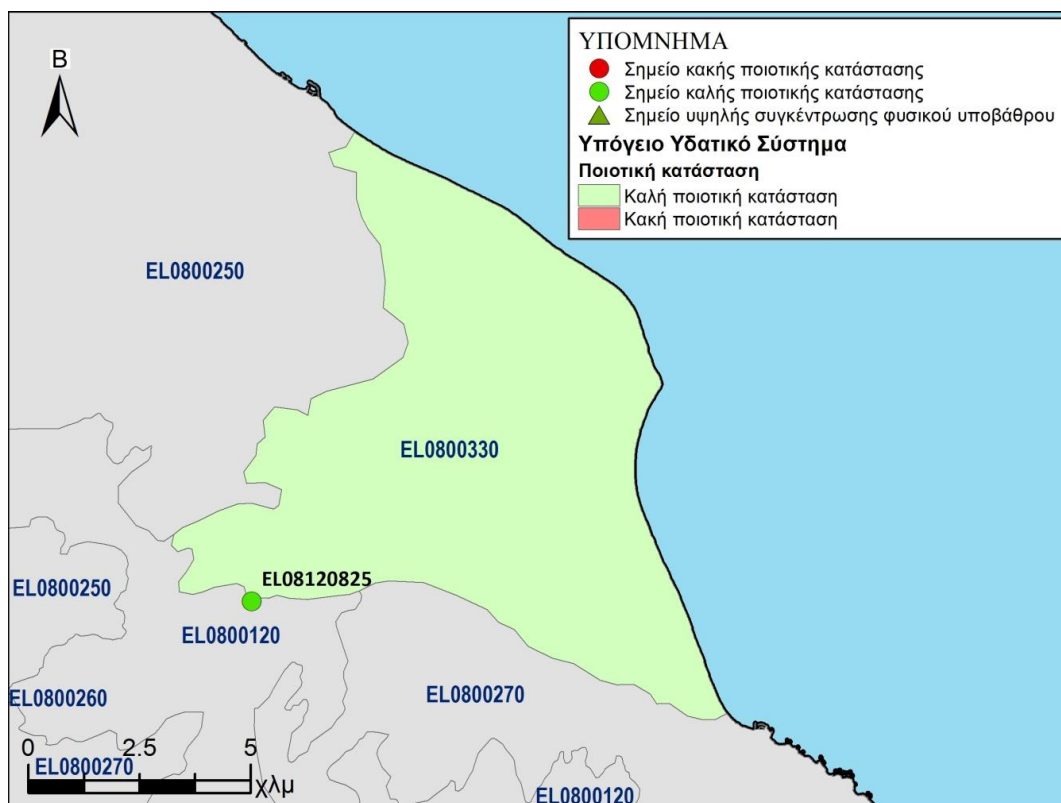 Β
ΥΠΟΜΝΗΜΑ
Σημείο κακής ποιοτικής κατάστασης
Σημείο καλής ποιοτικής κατάστασης
Σημείο υψηλής συγκέντρωσης φυσικού υποβάθρου
Υπόγειο Υδατικό Σύστημα
Ποιοτική κατάσταση
Καλή ποιοτική κατάσταση
Κακή ποιοτική κατάσταση
EL0800250
EL0800330
EL08120825
EL0800250
EL0800120
EL0800260
EL0800270
0 2.5 5
χλμ
EL0800270
EL0800120